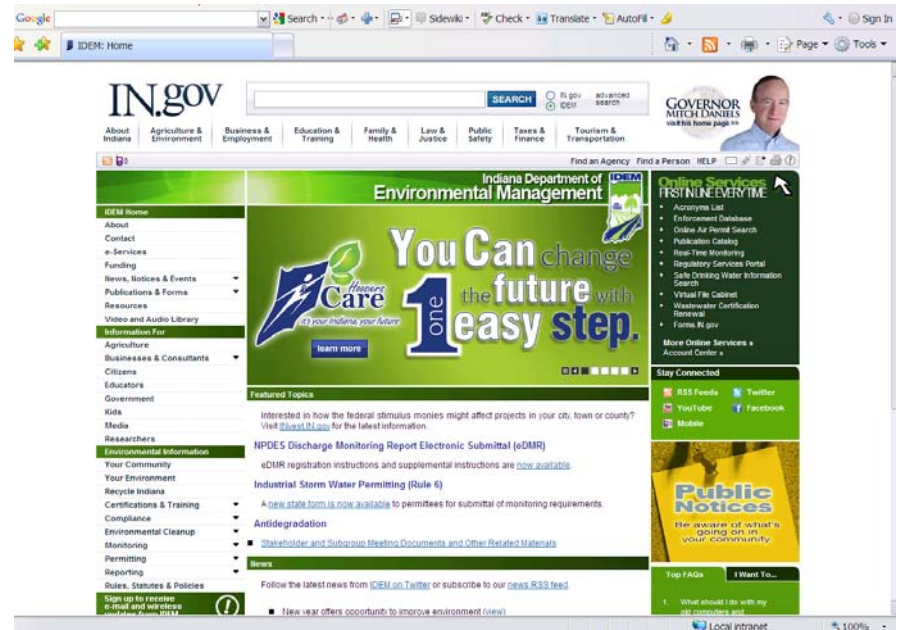 Google
Search
Sidewiki
Check
Translate
AutoFill
Sign In
IDEM: Home
Page
Tools
IN.gov
SEARCH
IN.gov
IDEM
advanced
search
GOVERNOR
MITCH DANIELS
visit his home page >>
About
Indiana
Agriculture &
Environment
Business &
Employment
Education &
Training
Family &
Health
Law &
Justice
Public
Safety
Taxes &
Finance
Tourism &
Transportation
Find an Agency Find a Person HELP
Indiana Department of
Environmental Management
IDEM
IDEM Home
About
Contact
e-Services
Funding
News, Notices & Events
Publications & Forms
Resources
Video and Audio Library
Information For
Agriculture
Businesses & Consultants
Citizens
Educators
Government
Kids
Media
Researchers
Environmental Information
Your Community
Your Environment
Recycle Indiana
Certifications & Training
Compliance
Environmental Cleanup
Monitoring
Permitting
Reporting
Rules, Statutes & Policies
Sign up to receive
e-mail and wireless
updates from IDEM
Hoosiers
Care
it's your Indiana, your future
learn more
You Can change
1 one
the future with
easy step.
Featured Topics
Interested in how the federal stimulus monies might affect projects in your city, town or county?
Visit INvest.IN.gov for the latest information.
NPDES Discharge Monitoring Report Electronic Submittal (eDMR)
eDMR registration instructions and supplemental instructions are now available.
Industrial Storm Water Permitting (Rule 6)
A new state form is now available to permittees for submittal of monitoring requirements.
Antidegradation
Stakeholder and Subgroup Meeting Documents and Other Related Materials
News
Follow the latest news from IDEM on Twitter or subscribe to our news RSS feed.
New year offers opportunity to improve environment (view)
Online Services
FIRST IN LINE EVERY TIME
Acronyms List
Enforcement Database
Online Air Permit Search
Publication Catalog
Real-Time Monitoring
Regulatory Services Portal
Safe Drinking Water Information
Search
Virtual File Cabinet
Wastewater Certification
Renewal
Forms.IN.gov
More Online Services »
Account Center »
Stay Connected
RSS Feeds
Twitter
YouTube
Facebook
Mobile
Public
Notices
Be aware of what's
going on in
your community.
Top FAQs
I Want To...
1. What should I do with my
old computers and
Local intranet
100%